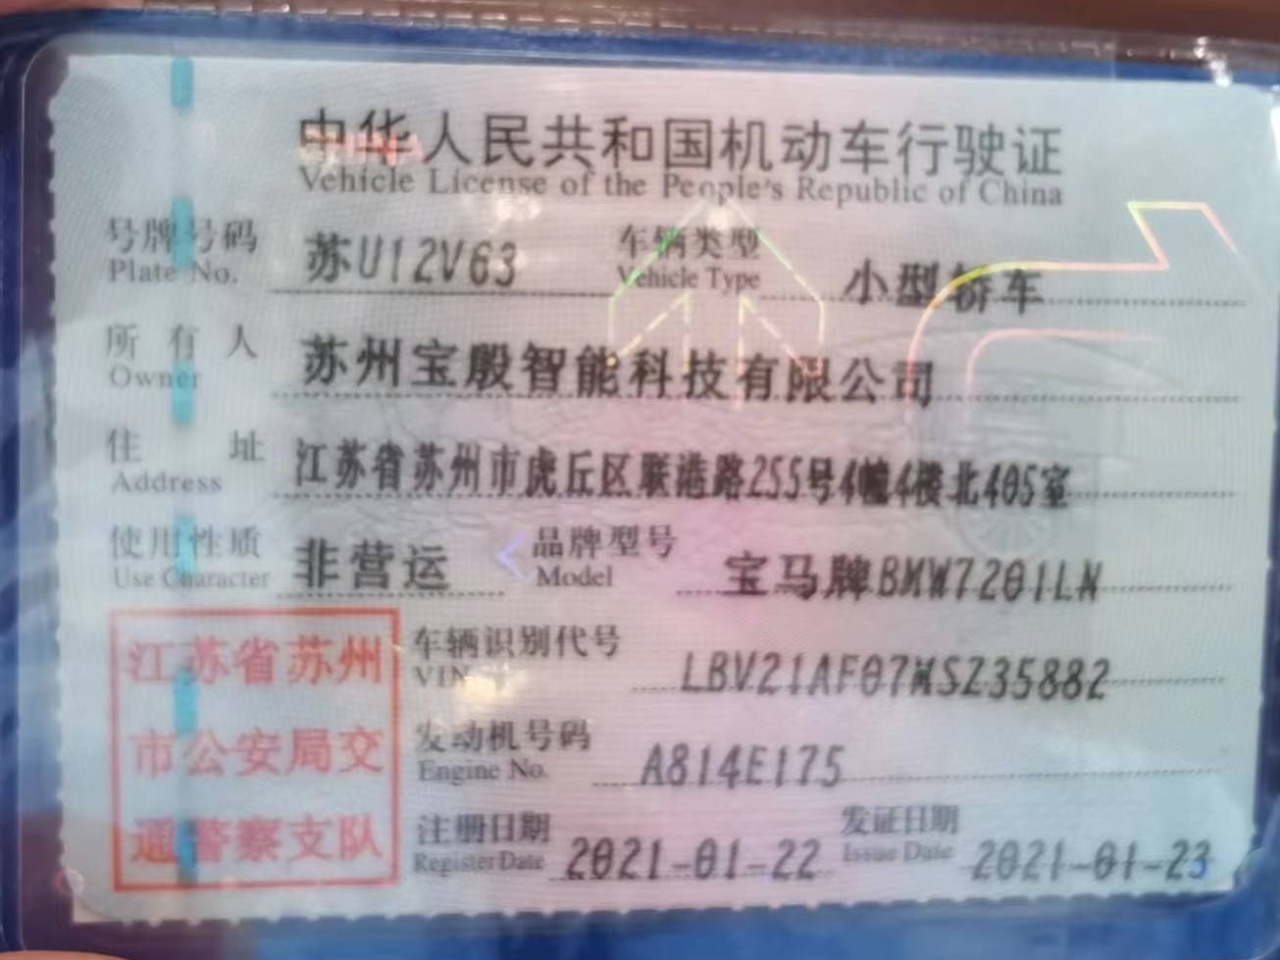 中华人民共和国机动车行驶证
Vehicle License of the People's Republic of China
号牌号码 苏U12V63 车辆类型 小型轿车
Plate No. Vehicle Type
所有人 苏州宝殷智能科技有限公司
Owner
住址 江苏省苏州市虎丘区联港路255号4幢4楼北405室
Address
使用性质 非营运 品牌型号 宝马牌BMW7201LN
Use Character Model
江苏省苏州
市公安局交
通警察支队
车辆识别代号 LBV21AF07MSZ35882
VIN
发动机号码 A814E175
Engine No.
注册日期 2021-01-22 发证日期 2021-01-23
Register Date Issue Date